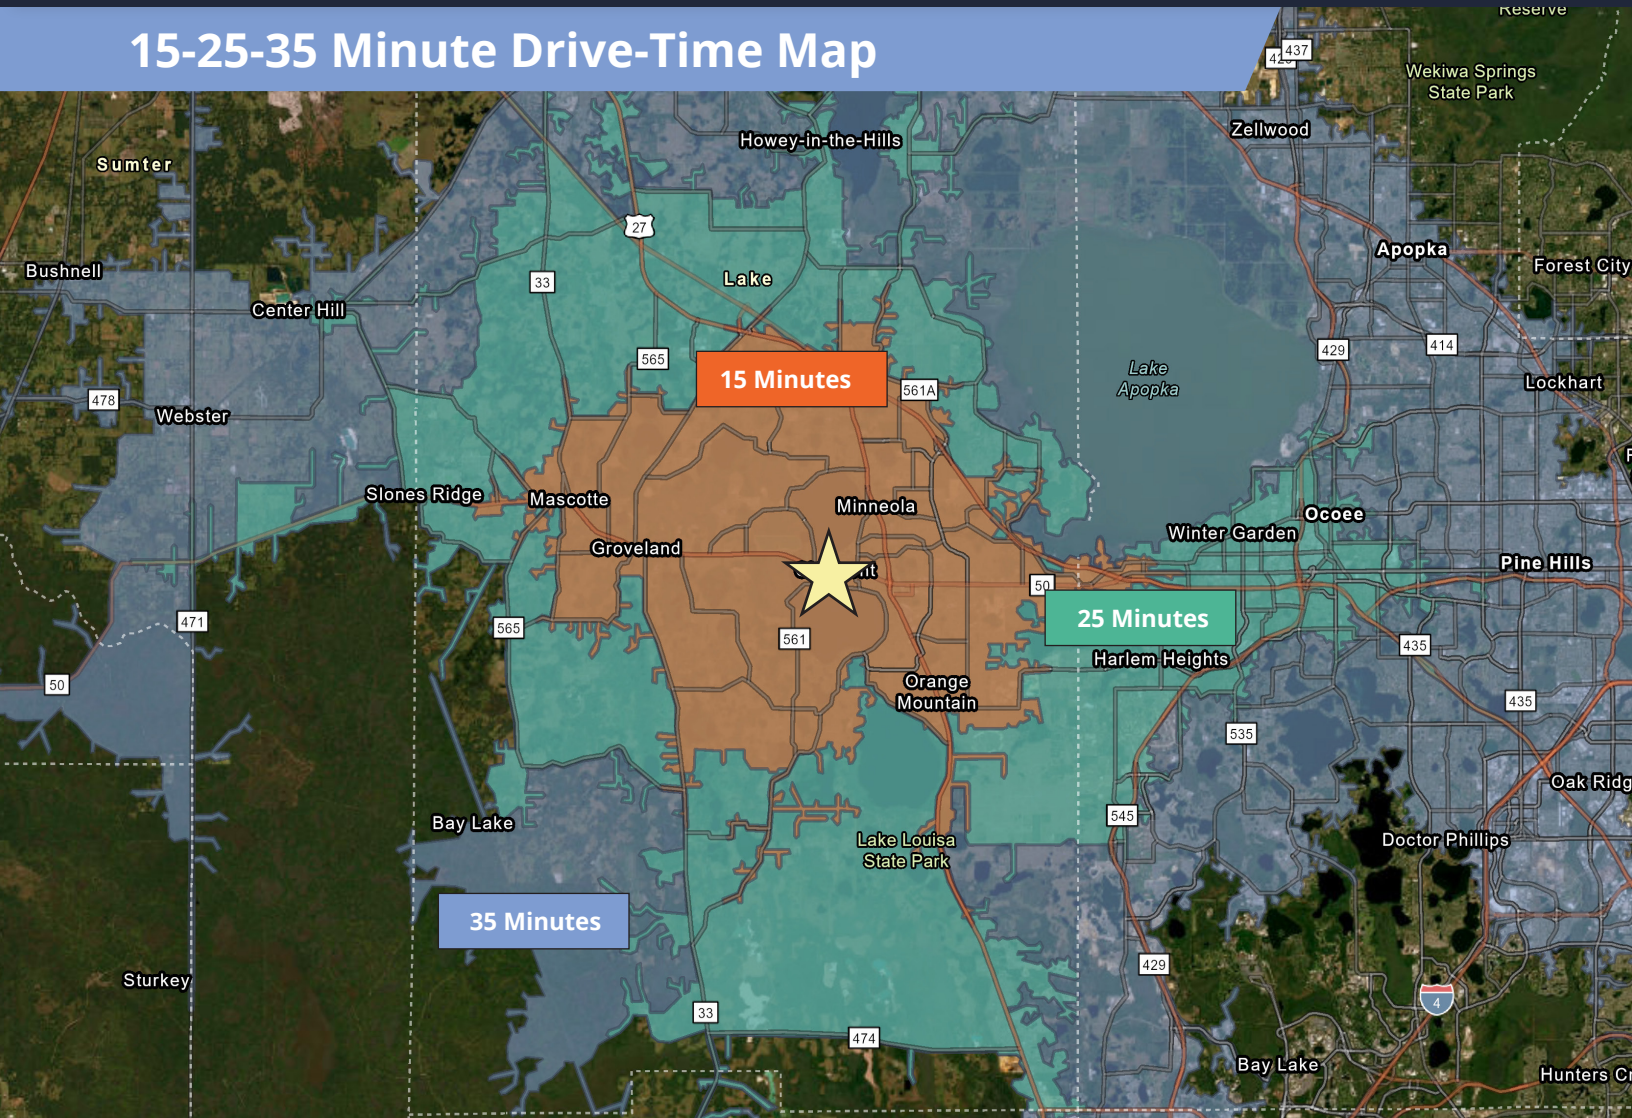 15-25-35 Minute Drive-Time Map
Reserve
437
Wekiwa Springs
State Park
Zellwood
Howey-in-the-Hills
Sumter
27
Apopka
Forest City
Bushnell
Lake
33
Center Hill
414
429
565
Lake
Apopka
15 Minutes
Lockhart
561A
478
Webster
Slones Ridge
Mascotte
Minneola
Ocoee
Winter Garden
Groveland
Pine Hills
50
25 Minutes
471
565
561
435
Harlem Heights
Orange
Mountain
50
435
535
Oak Ridg
545
Bay Lake
Lake Louisa
State Park
Doctor Phillips
35 Minutes
429
Sturkey
4
33
474
Bay Lake
Hunters Cr